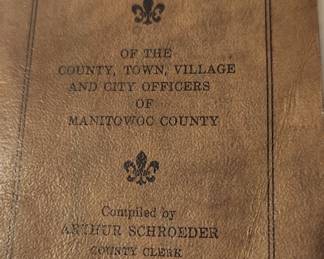 OF THE
COUNTY, TOWN, VILLAGE
AND CITY OFFICERS
OF
MANITOWOC COUNTY
Compiled by
ARTHUR SCHROEDER
COUNTY CLERK